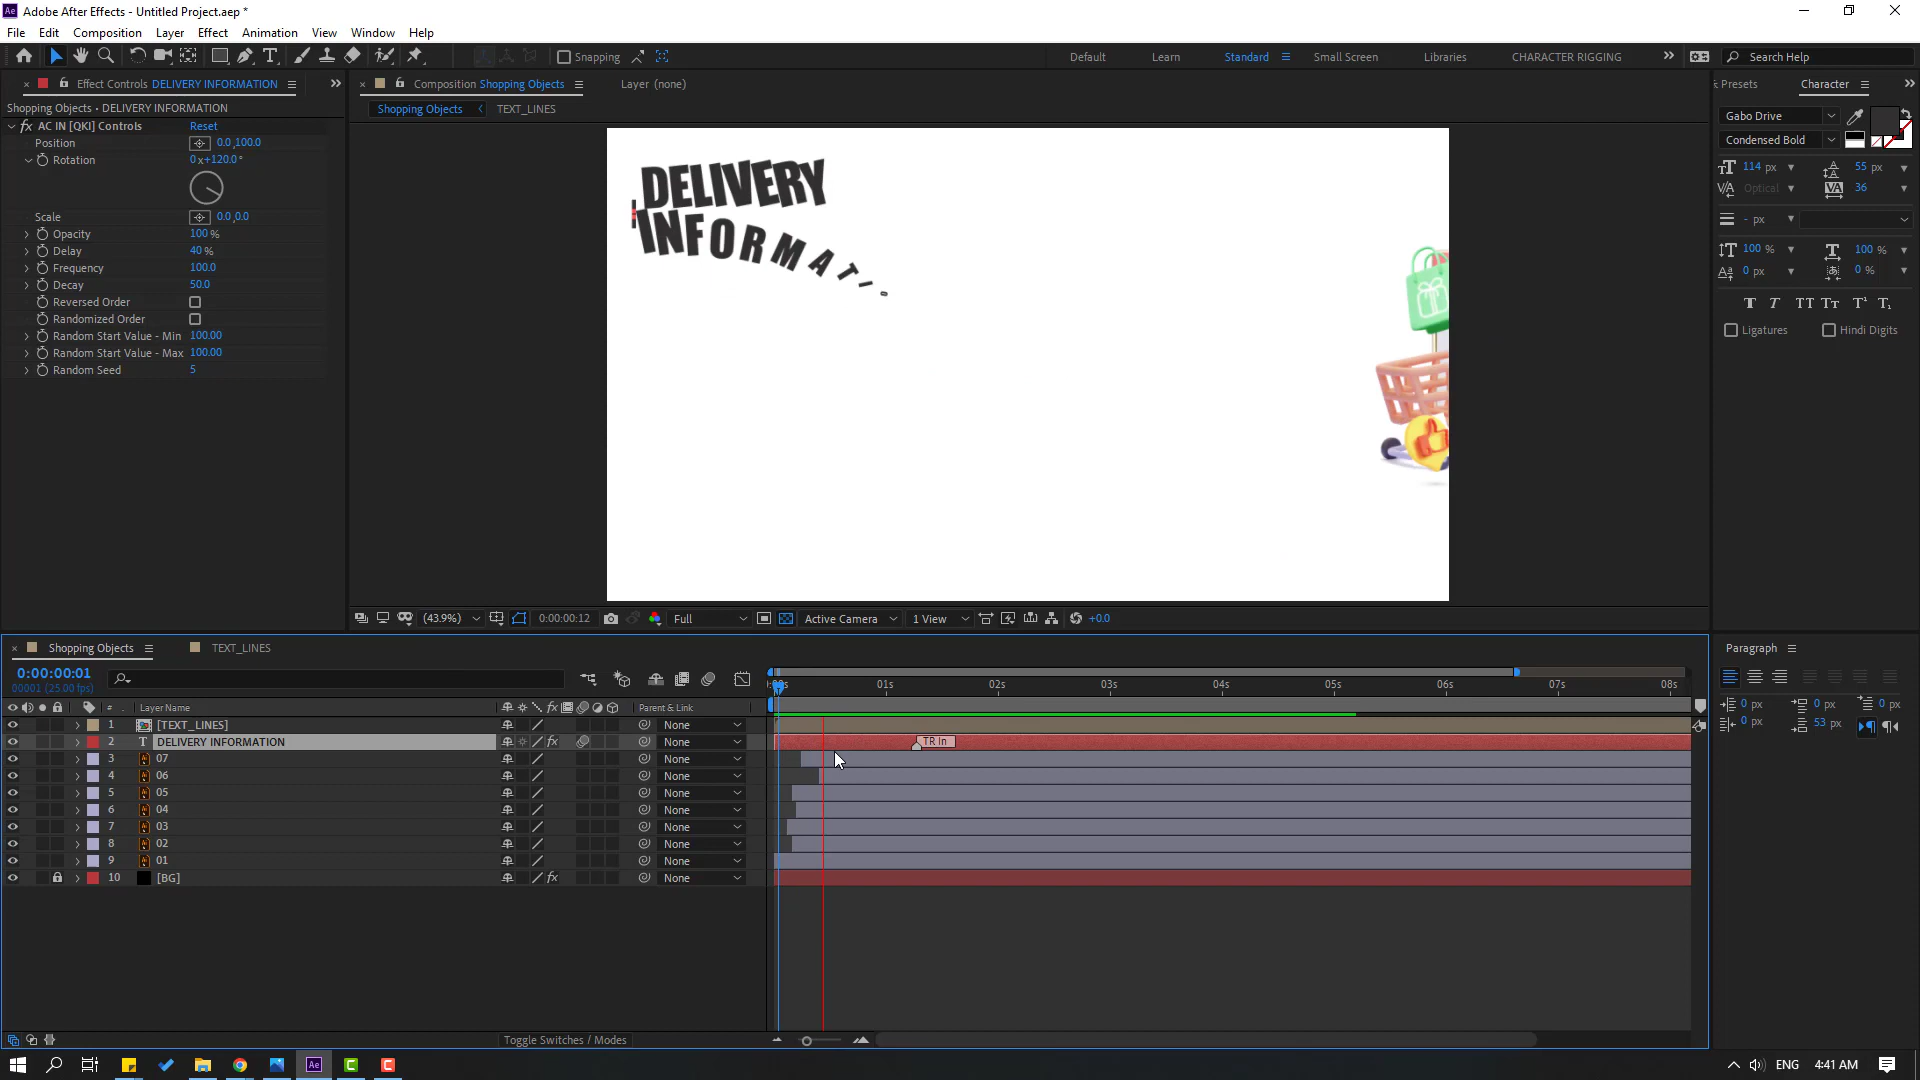 Adobe After Effects - Untitled Project.aep *
File Edit Composition Layer Effect Animation View Window Help
Snapping
Default Learn Standard Small Screen Libraries CHARACTER RIGGING Search Help
Effect Controls DELIVERY INFORMATION
Composition Shopping Objects
Layer (none)
Presets
Character
Shopping Objects • DELIVERY INFORMATION
Shopping Objects
TEXT_LINES
AC IN [QKI] Controls Reset
Position 0.0,100.0
Rotation 0x+120.0°
Scale 0.0,0.0
Opacity 100 %
Delay 40 %
Frequency 100.0
Decay 50.0
Reversed Order
Randomized Order
Random Start Value - Min 100.00
Random Start Value - Max 100.00
Random Seed 5
DELIVERY
INFORMATI
Gabo Drive
Condensed Bold
114 px 55 px
Optical 36
- px
100 % 100 %
0 px 0 %
Ligatures Hindi Digits
(43.9%) 0:00:00:12 Full Active Camera 1 View +0.0
Shopping Objects TEXT_LINES
0:00:00:01
00001 (25.00 fps)
01s 02s 03s 04s 05s 06s 07s 08s
# Layer Name Parent & Link
1 [TEXT_LINES] None
2 T DELIVERY INFORMATION None TR In
3 07 None
4 06 None
5 05 None
6 04 None
7 03 None
8 02 None
9 01 None
10 [BG] None
Toggle Switches / Modes
Paragraph
0 px 0 px 0 px
0 px 53 px
ENG 4:41 AM